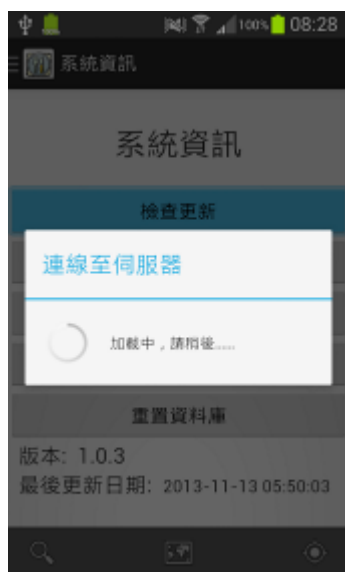 100% 08:28
系統資訊
系統資訊
檢查更新
連線至伺服器
加載中，請稍後......
重置資料庫
版本: 1.0.3
最後更新日期: 2013-11-13 05:50:03